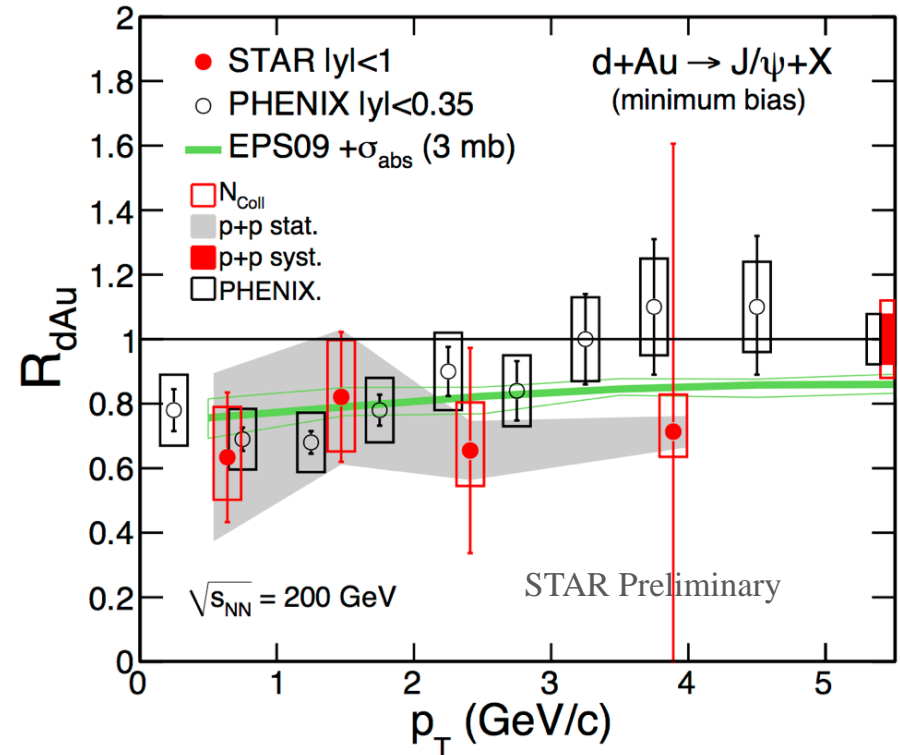 2
1.8
1.6
1.4
1.2
1
0.8
0.6
0.4
0.2
0
R_dAu
STAR |y|<1
PHENIX |y|<0.35
EPS09 +σ_abs (3 mb)
N_Coll
p+p stat.
p+p syst.
PHENIX.
d+Au → J/ψ+X
(minimum bias)
√s_NN = 200 GeV
STAR Preliminary
0 1 2 3 4 5
p_T (GeV/c)